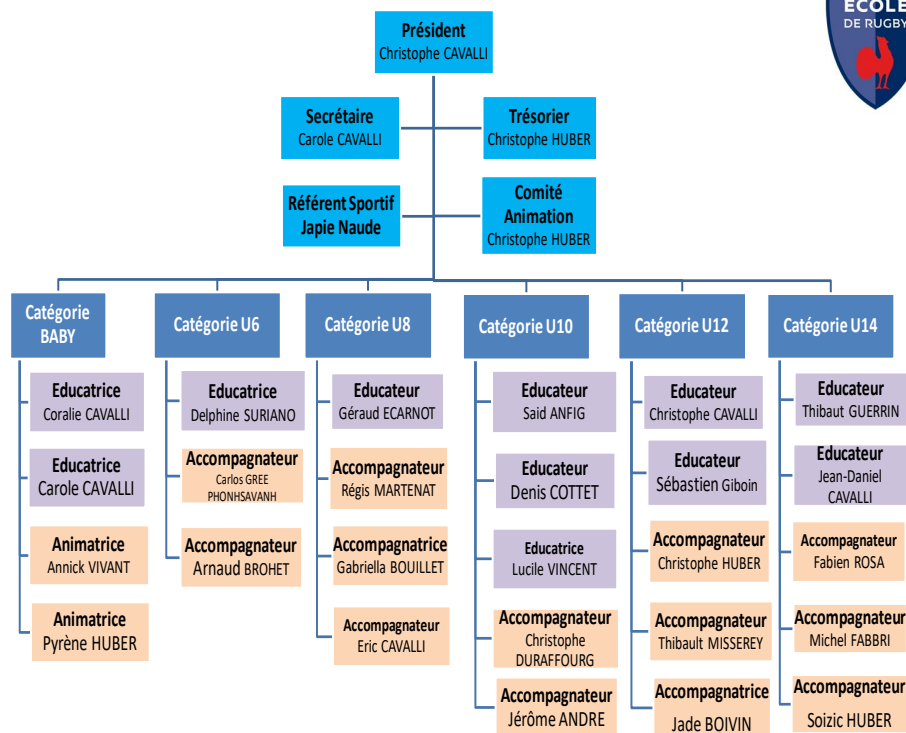 ECOLE
DE RUGBY
Président
Christophe CAVALLI
Secrétaire
Carole CAVALLI
Trésorier
Christophe HUBER
Référent Sportif
Japie Naude
Comité
Animation
Christophe HUBER
Catégorie
BABY
Catégorie U6
Catégorie U8
Catégorie U10
Catégorie U12
Catégorie U14
Educatrice
Coralie CAVALLI
Educatrice
Carole CAVALLI
Animatrice
Annick VIVANT
Animatrice
Pyrène HUBER
Educatrice
Delphine SURIANO
Accompagnateur
Carlos GREE
PHONHSAVANH
Accompagnateur
Arnaud BROHET
Educateur
Géraud ECARNOT
Accompagnateur
Régis MARTENAT
Accompagnatrice
Gabriella BOUILLET
Accompagnateur
Eric CAVALLI
Educateur
Said ANFIG
Educateur
Denis COTTET
Educatrice
Lucile VINCENT
Accompagnateur
Christophe
DURAFFOURG
Accompagnateur
Jérôme ANDRE
Educateur
Christophe CAVALLI
Educateur
Sébastien Giboin
Accompagnateur
Christophe HUBER
Accompagnateur
Thibault MISSEREY
Accompagnatrice
Jade BOIVIN
Educateur
Thibaut GUERRIN
Educateur
Jean-Daniel
CAVALLI
Accompagnateur
Fabien ROSA
Accompagnateur
Michel FABBRI
Accompagnateur
Soizic HUBER